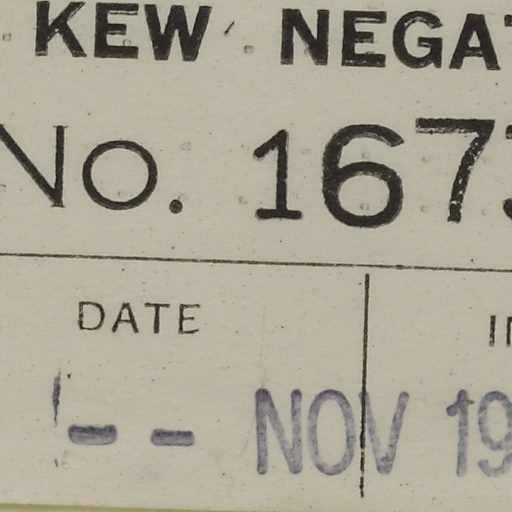 KEW NEGAT
No. 167
DATE
-- NOV 19